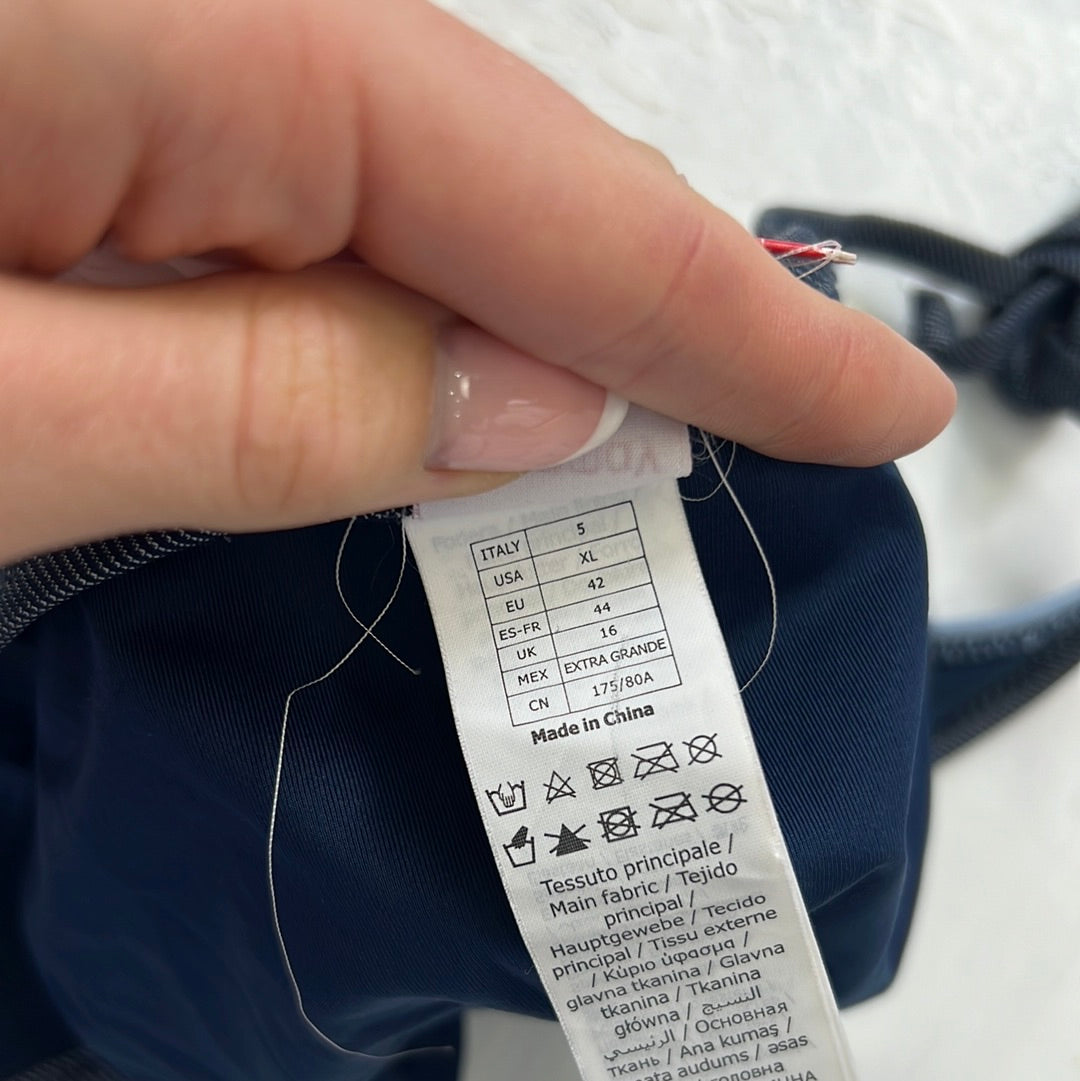 ITALY 5
USA XL
EU 42
ES-FR 44
UK 16
MEX EXTRA GRANDE
CN 175/80A
Made in China
Tessuto principale /
Main fabric / Tejido
principal /
Hauptgewebe / Tecido
principal / Tissu externe
/ Κύριο ύφασμα /
glavna tkanina / Glavna
tkanina / Tkanina
główna / النسيج
الرئيسي / Основная
ткань / Ana kumaş /
audums / əsas